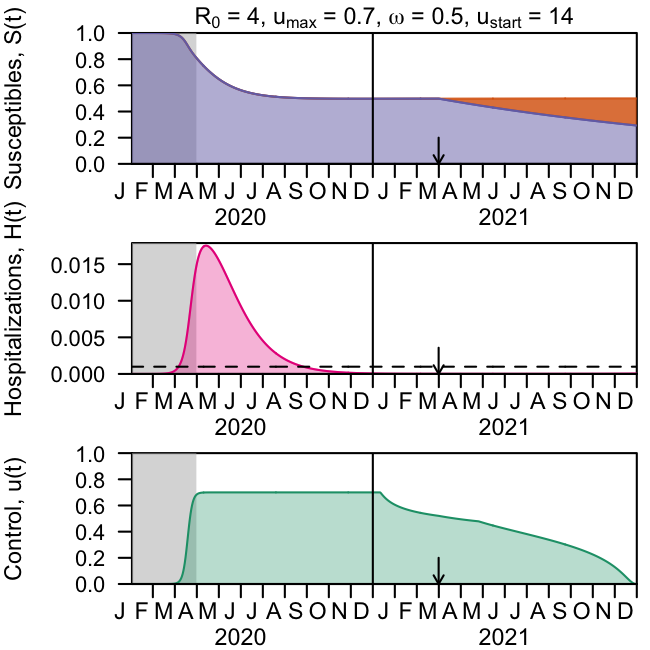 R₀ = 4, uₘₐₓ = 0.7, ω = 0.5, uₛₜₐᵣₜ = 14
Susceptibles, S(t)
1.0
0.8
0.6
0.4
0.2
0.0
J F M A M J J A S O N D J F M A M J J A S O N D
2020 2021
Hospitalizations, H(t)
0.015
0.010
0.005
0.000
J F M A M J J A S O N D J F M A M J J A S O N D
2020 2021
Control, u(t)
1.0
0.8
0.6
0.4
0.2
0.0
J F M A M J J A S O N D J F M A M J J A S O N D
2020 2021